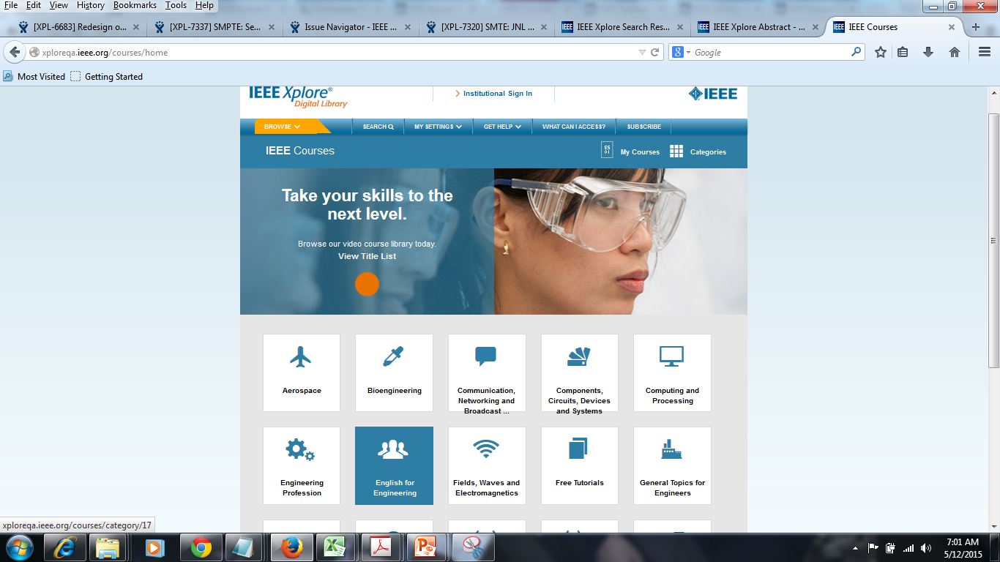 File Edit View History Bookmarks Tools Help
[XPL-6683] Redesign o...
[XPL-7337] SMPTE: Se...
Issue Navigator - IEEE ...
[XPL-7320] SMTE: JNL ...
IEEE Xplore Search Res...
IEEE Xplore Abstract - ...
IEEE Courses
xploreqa.ieee.org/courses/home
Google
Most Visited Getting Started
IEEE Xplore®
Digital Library
Institutional Sign In
IEEE
BROWSE SEARCH MY SETTINGS GET HELP WHAT CAN I ACCESS? SUBSCRIBE
IEEE Courses
My Courses Categories
Take your skills to the
next level.
Browse our video course library today.
View Title List
Aerospace
Bioengineering
Communication,
Networking and
Broadcast ...
Components,
Circuits, Devices
and Systems
Computing and
Processing
Engineering
Profession
English for
Engineering
Fields, Waves and
Electromagnetics
Free Tutorials
General Topics for
Engineers
xploreqa.ieee.org/courses/category/17
7:01 AM
5/12/2015